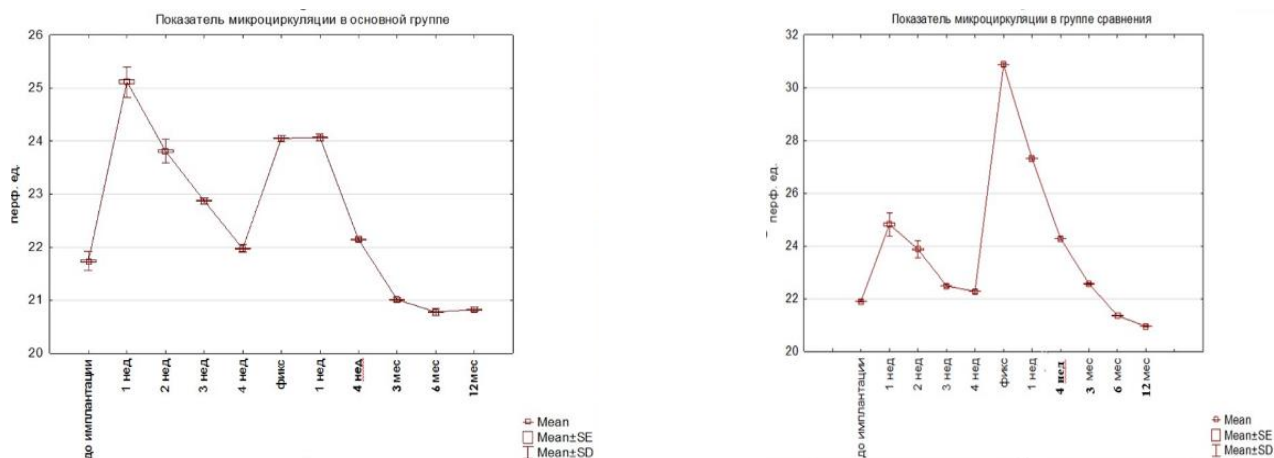 Показатель микроциркуляции в основной группе
26
25
24
23
22
21
20
перф. ед.
до имплантации
1 нед
2 нед
3 нед
4 нед
фикс
1 нед
4 нед
3 мес
6 мес
12 мес
Mean
Mean±SE
Mean±SD
Показатель микроциркуляции в группе сравнения
32
30
28
26
24
22
20
перф. ед.
до имплантации
1 нед
2 нед
3 нед
4 нед
фикс
1 нед
4 нед
3 мес
6 мес
12 мес
Mean
Mean±SE
Mean±SD